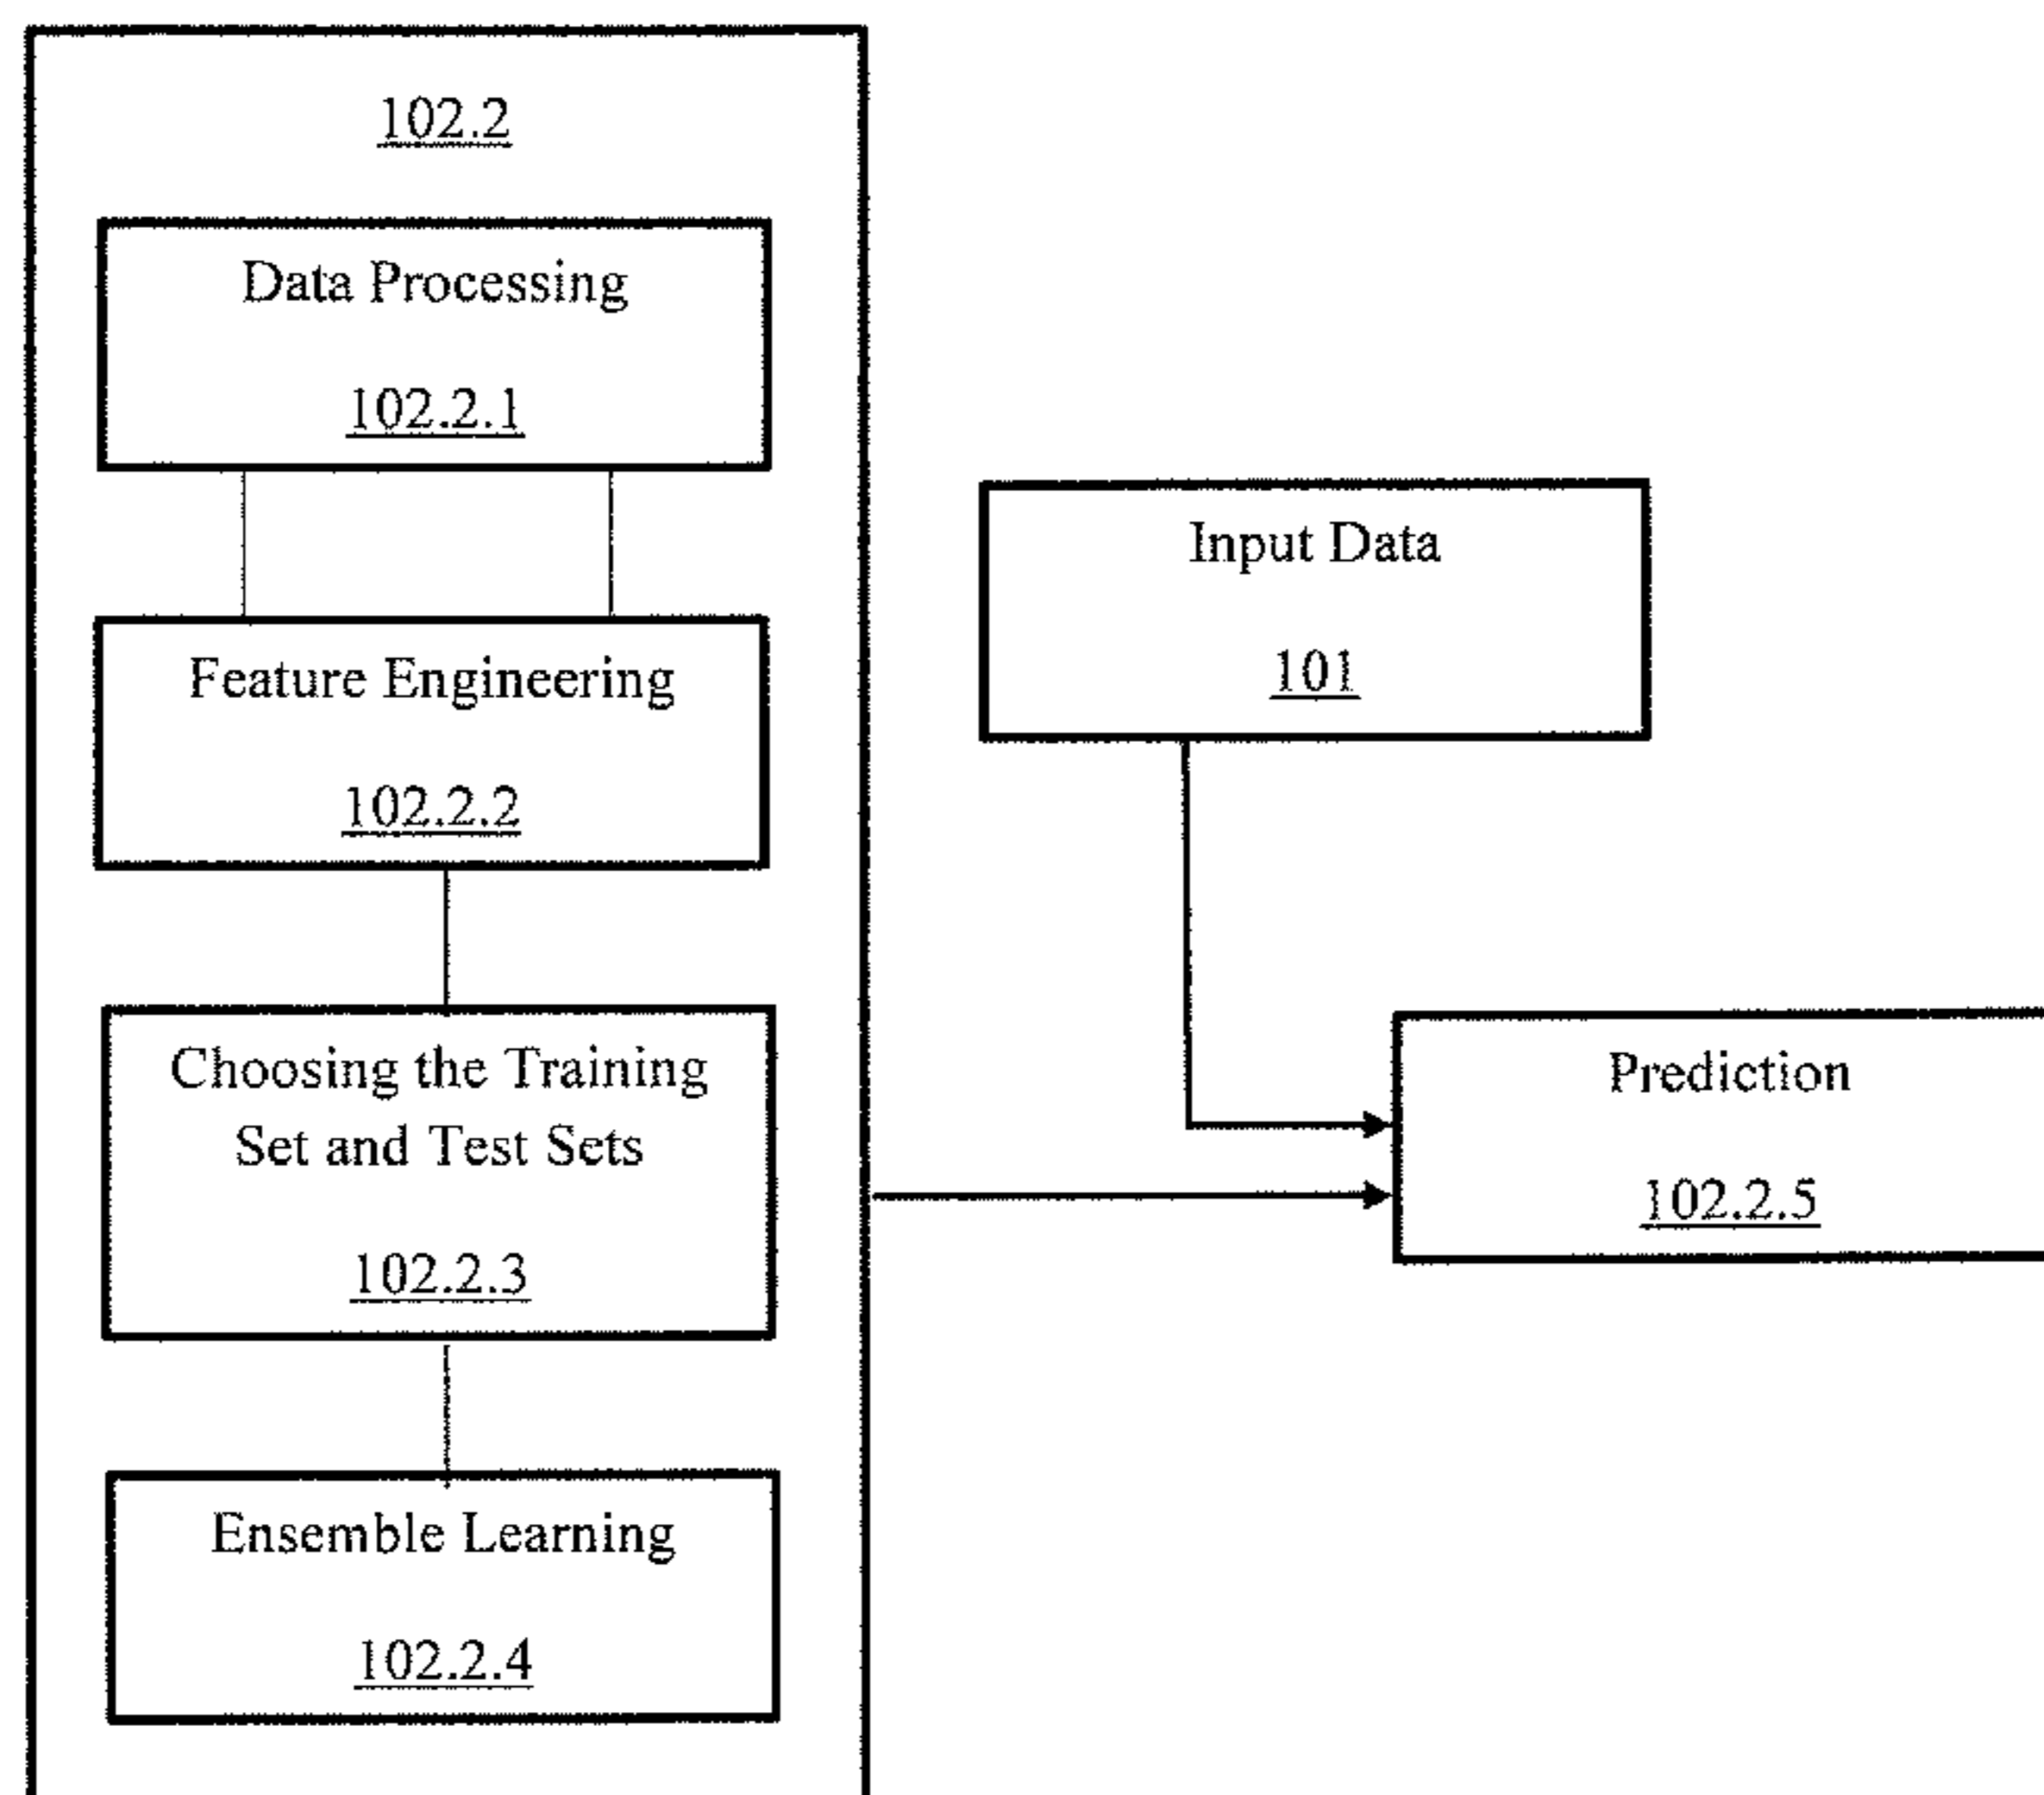 102.2
Data Processing
102.2.1
Feature Engineering
102.2.2
Choosing the Training
Set and Test Sets
102.2.3
Ensemble Learning
102.2.4
Input Data
101
Prediction
102.2.5